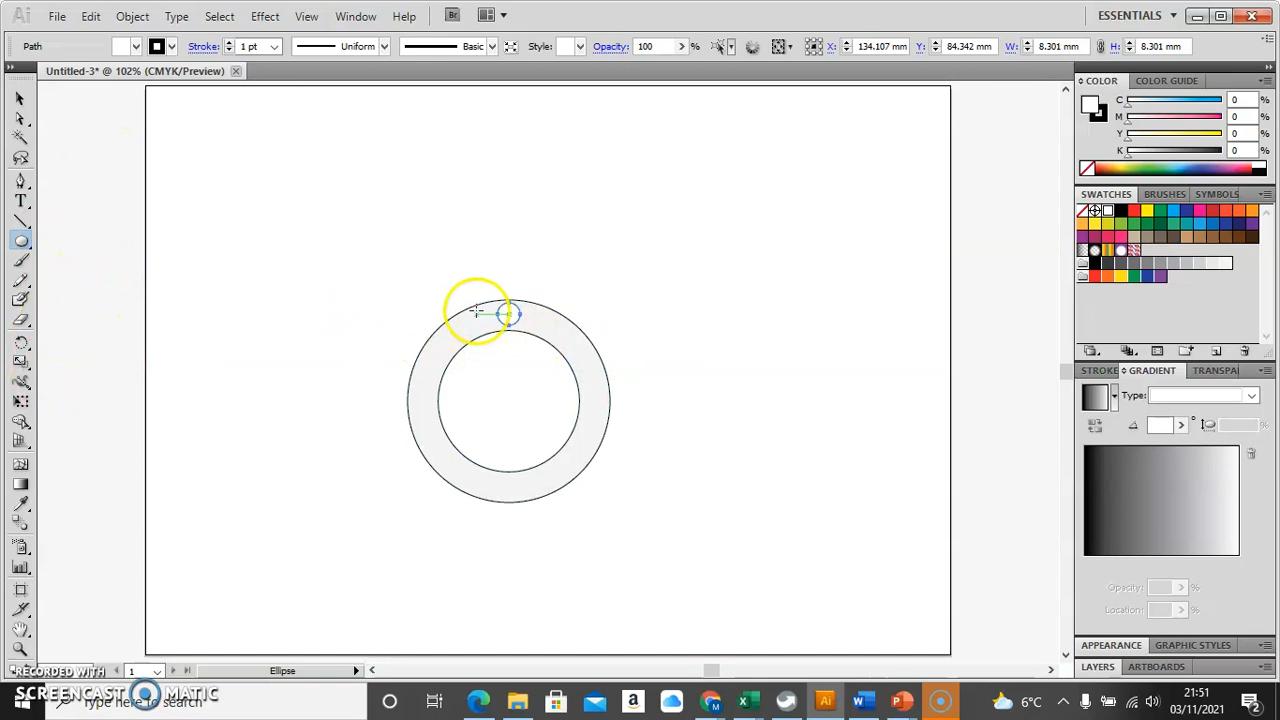 Ai File Edit Object Type Select Effect View Window Help Br ESSENTIALS
Path Stroke: 1 pt Uniform Basic Style: Opacity: 100 % X: 134.107 mm Y: 84.342 mm W: 8.301 mm H: 8.301 mm
Untitled-3* @ 102% (CMYK/Preview)
COLOR COLOR GUIDE
C 0 %
M 0 %
Y 0 %
K 0 %
SWATCHES BRUSHES SYMBOLS
STROKE GRADIENT TRANSPA
Type:
Opacity: %
Location: %
APPEARANCE GRAPHIC STYLES
LAYERS ARTBOARDS
1 Ellipse
RECORDED WITH
SCREENCAST MATIC
Type here to search
6°C
21:51
03/11/2021
2